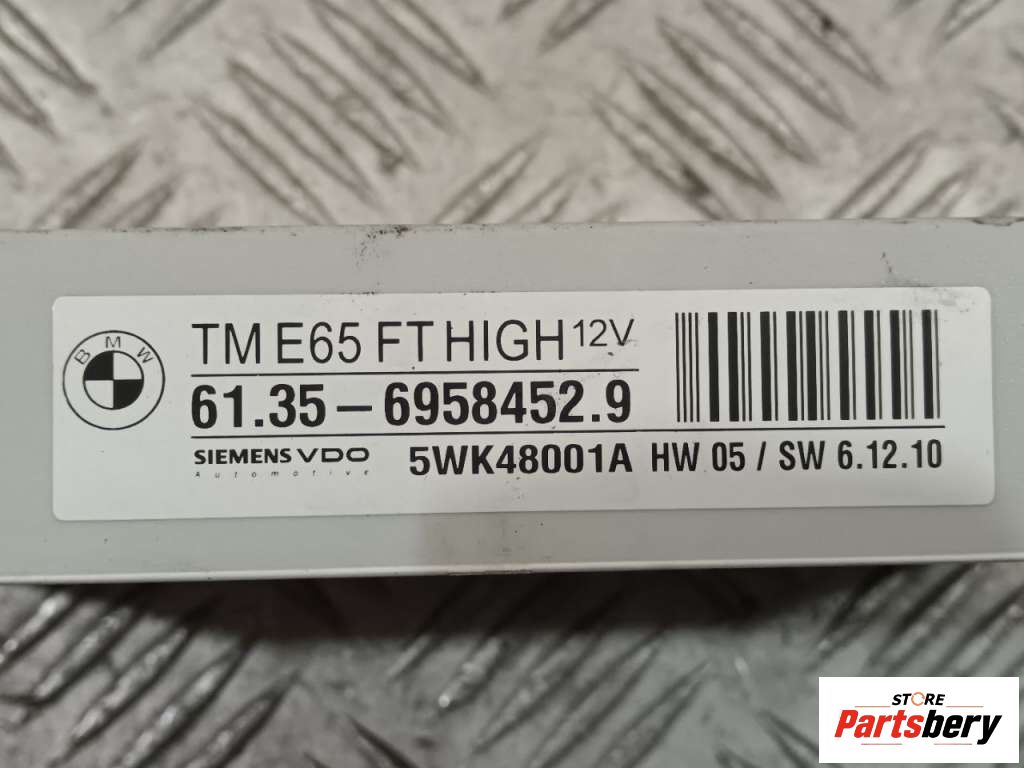 BMW
TM E65 FT HIGH 12V
61.35 – 6958452.9
SIEMENS VDO
Automotive
5WK48001A HW 05 / SW 6.12.10
STORE
Partsbery